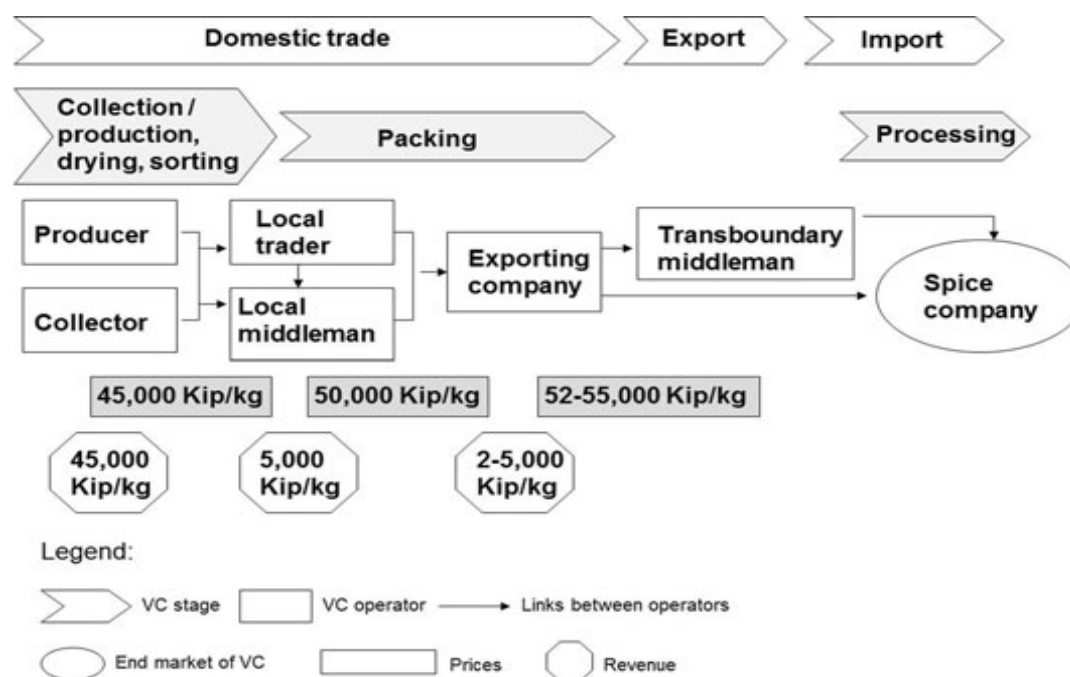 Domestic trade
Export
Import
Collection /
production,
drying, sorting
Packing
Processing
Producer
Local
trader
Transboundary
middleman
Exporting
company
Collector
Local
middleman
Spice
company
45,000 Kip/kg
50,000 Kip/kg
52-55,000 Kip/kg
45,000
Kip/kg
5,000
Kip/kg
2-5,000
Kip/kg
Legend:
VC stage
VC operator
Links between operators
End market of VC
Prices
Revenue